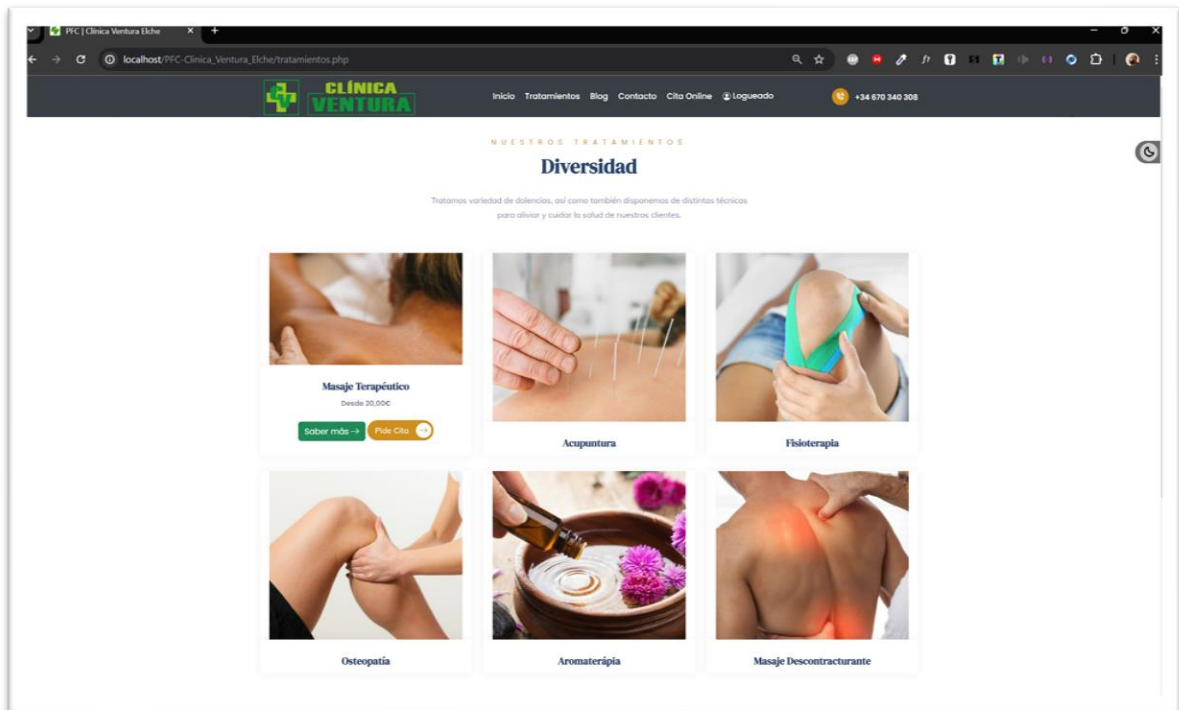 PFC | Clínica Ventura Elche
localhost/PFC-Clinica_Ventura_Elche/tratamientos.php
CLÍNICA
VENTURA
Inicio Tratamientos Blog Contacto Cita Online Logueado +34 670 340 308
NUESTROS TRATAMIENTOS
Diversidad
Tratamos variedad de dolencias, así como también disponemos de distintas técnicas
para aliviar y cuidar la salud de nuestros clientes.
Masaje Terapéutico
Desde 20,00€
Saber más → Pide Cita →
Acupuntura
Fisioterapia
Osteopatía
Aromaterápia
Masaje Descontracturante